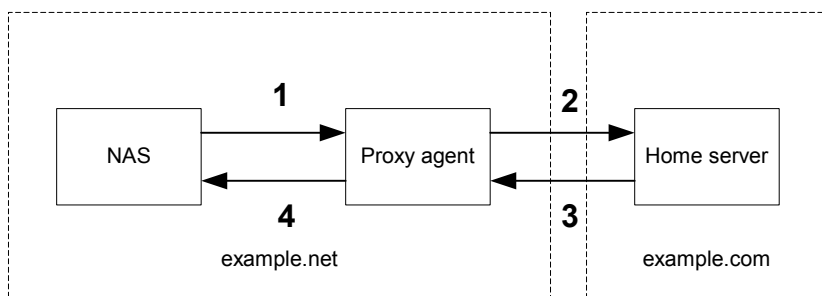 1
2
NAS
Proxy agent
Home server
4
3
example.net
example.com